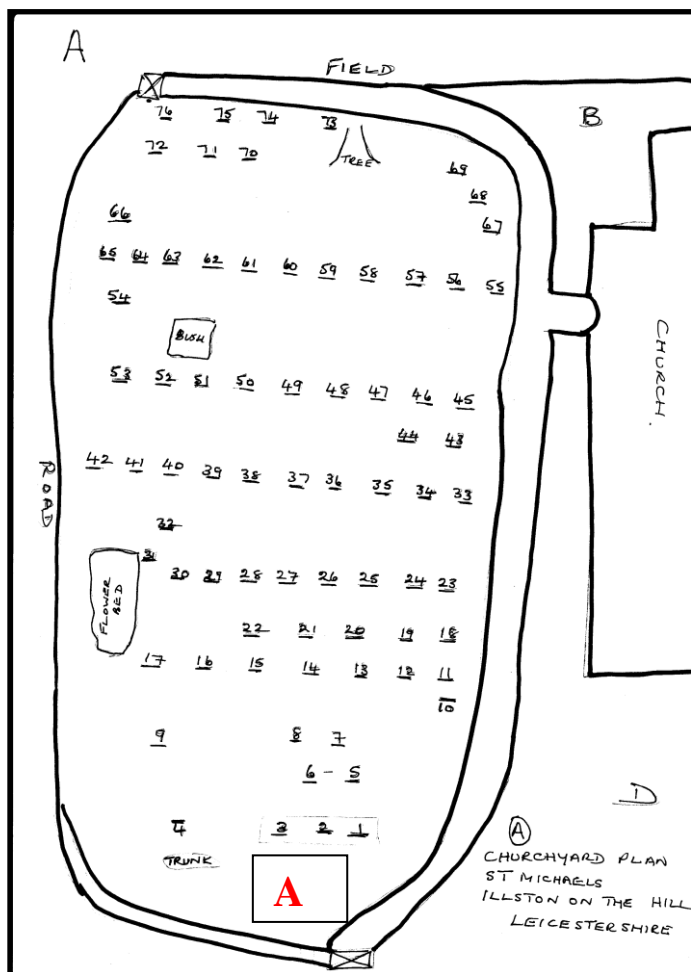 A
FIELD
B
76 75 74 73
72 71 70 TREE
69
68
67
66
65 64 63 62 61 60 59 58 57 56 55
54
BUSH
53 52 51 50 49 48 47 46 45
44 43
42 41 40 39 38 37 36 35 34 33
32
31
30 29 28 27 26 25 24 23
22 21 20 19 18
17 16 15 14 13 12 11
10
9 8 7
6 - 5
4 3 2 1
TRUNK
A
ROAD
FLOWER
BED
CHURCH.
D
A
CHURCHYARD PLAN
ST MICHAELS
ILLSTON ON THE HILL
LEICESTERSHIRE